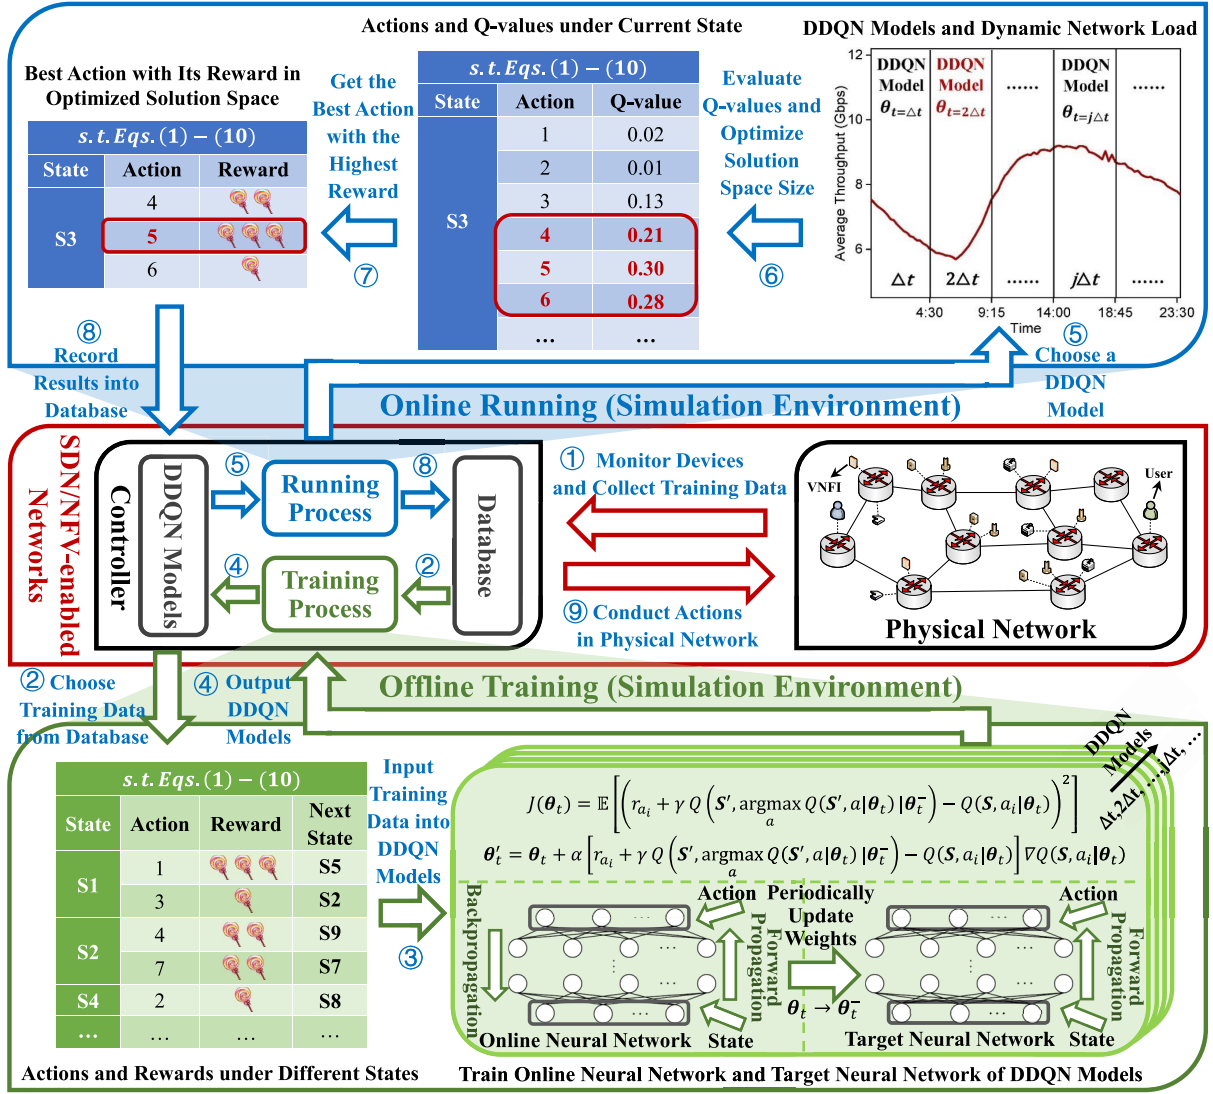 Actions and Q-values under Current State
DDQN Models and Dynamic Network Load
Best Action with Its Reward in
Optimized Solution Space
s.t.Eqs.(1) − (10)
State Action Reward
S3
4
5
6
Get the
Best Action
with the
Highest
Reward
⑦
s.t.Eqs.(1) − (10)
State Action Q-value
S3
1 0.02
2 0.01
3 0.13
4 0.21
5 0.30
6 0.28
... ...
Evaluate
Q-values and
Optimize
Solution
Space Size
⑥
Average Throughput (Gbps)
12
10
8
6
DDQN
Model
θt=△t
DDQN
Model
θt=2△t
......
DDQN
Model
θt=j△t
......
△t 2△t ...... j△t ......
4:30 9:15 14:00 18:45 23:30
Time
⑧
Record
Results into
Database
⑤
Choose a
DDQN
Model
Online Running (Simulation Environment)
SDN/NFV-enabled
Networks
Controller
DDQN Models
⑤
Running
Process
⑧
Database
④
Training
Process
②
① Monitor Devices
and Collect Training Data
⑨ Conduct Actions
in Physical Network
VNFI
User
Physical Network
② Choose
Training Data
from Database
④ Output
DDQN
Models
Offline Training (Simulation Environment)
s.t.Eqs.(1) − (10)
State Action Reward Next
State
S1
1 S5
3 S2
S2
4 S9
7 S7
S4 2 S8
... ... ... ...
Actions and Rewards under Different States
Input
Training
Data into
DDQN
Models
③
DDQN
Models
Δt,2Δt, …,jΔt, …
J(θt) = 𝔼[(r_ai + γ Q(S′, argmax_a Q(S′, a|θt) |θt−) − Q(S, ai|θt))²]
θt′ = θt + α[r_ai + γ Q(S′, argmax_a Q(S′, a|θt) |θt−) − Q(S, ai|θt)] ∇Q(S, ai|θt)
Backpropagation
Action
Forward
Propagation
State
Online Neural Network
Periodically
Update
Weights
θt → θt−
Action
Forward
Propagation
State
Target Neural Network
Train Online Neural Network and Target Neural Network of DDQN Models